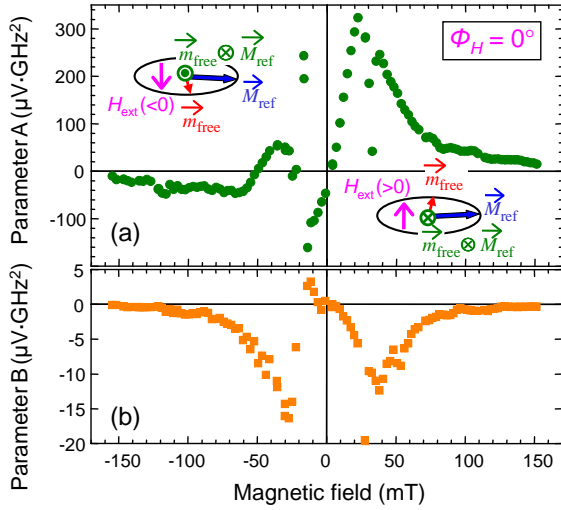 Parameter A (µV·GHz²)
300
200
100
0
-100
Φ_H = 0°
m_free ⊗ M_ref
H_ext(<0)
M_ref
m_free
H_ext(>0)
m_free
M_ref
m_free ⊗ M_ref
(a)
Parameter B (µV·GHz²)
5
0
-5
-10
-15
-20
(b)
-150 -100 -50 0 50 100 150
Magnetic field (mT)